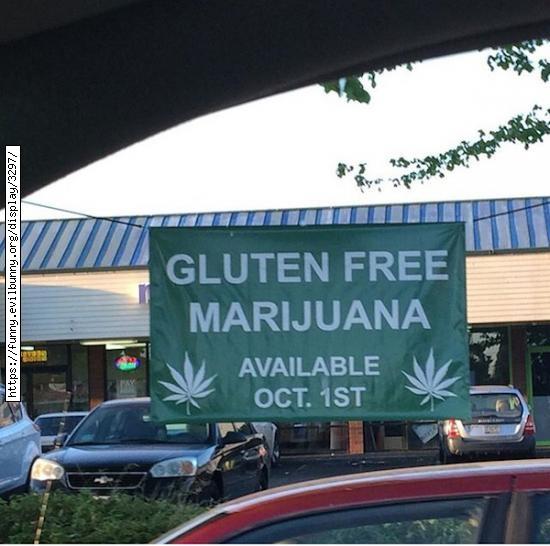 https://funny.evilbunny.org/display/3297/
GLUTEN FREE
MARIJUANA
AVAILABLE
OCT. 1ST